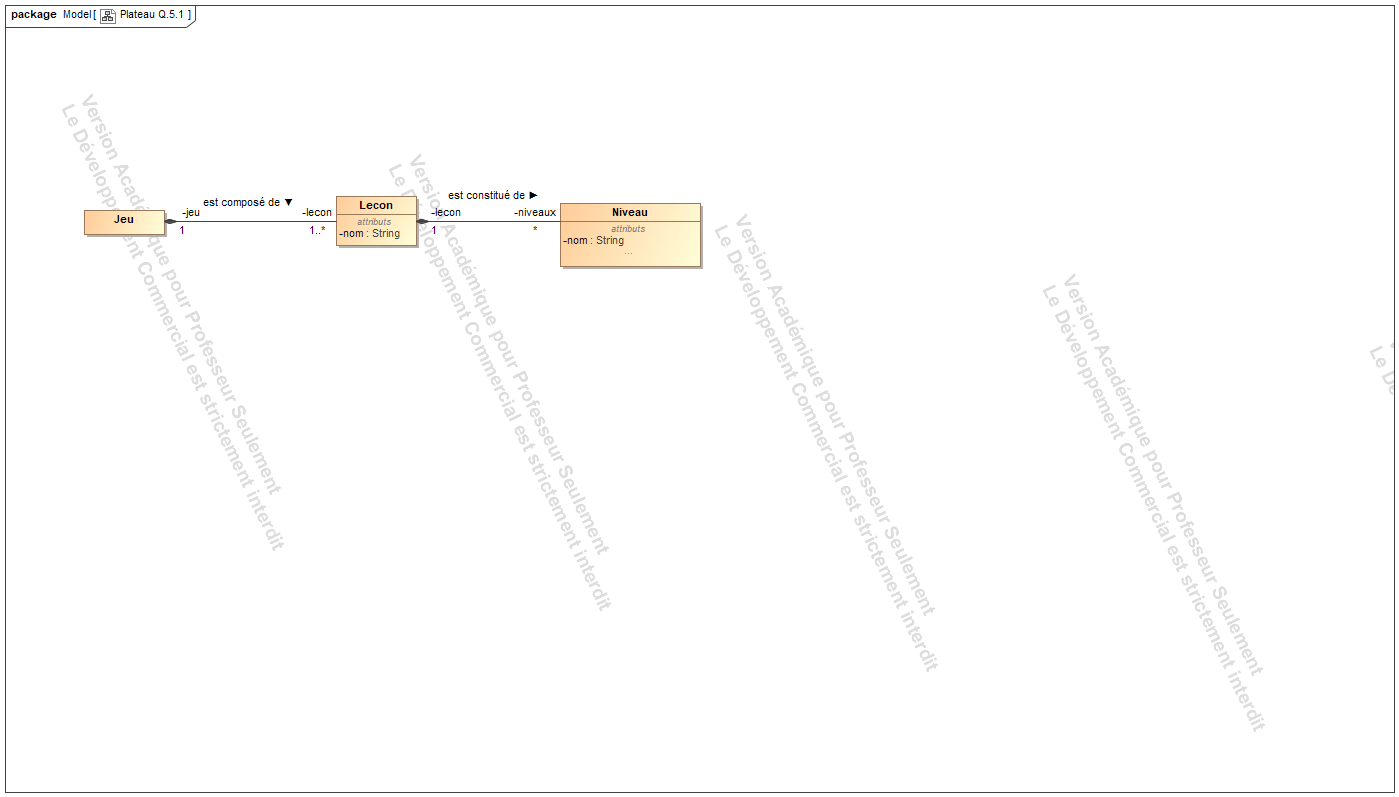 package Model[ Plateau Q.5.1 ]
est composé de ▼
-jeu
-lecon
1
1..*
Jeu
Lecon
attributs
-nom : String
est constitué de ►
-lecon
-niveaux
1
*
Niveau
attributs
-nom : String
...
Version Académique pour Professeur Seulement
Le Développement Commercial est strictement interdit
Version Académique pour Professeur Seulement
Le Développement Commercial est strictement interdit
Version Académique pour Professeur Seulement
Le Développement Commercial est strictement interdit
Version Académique pour Professeur Seulement
Le Développement Commercial est strictement interdit
Le Dé